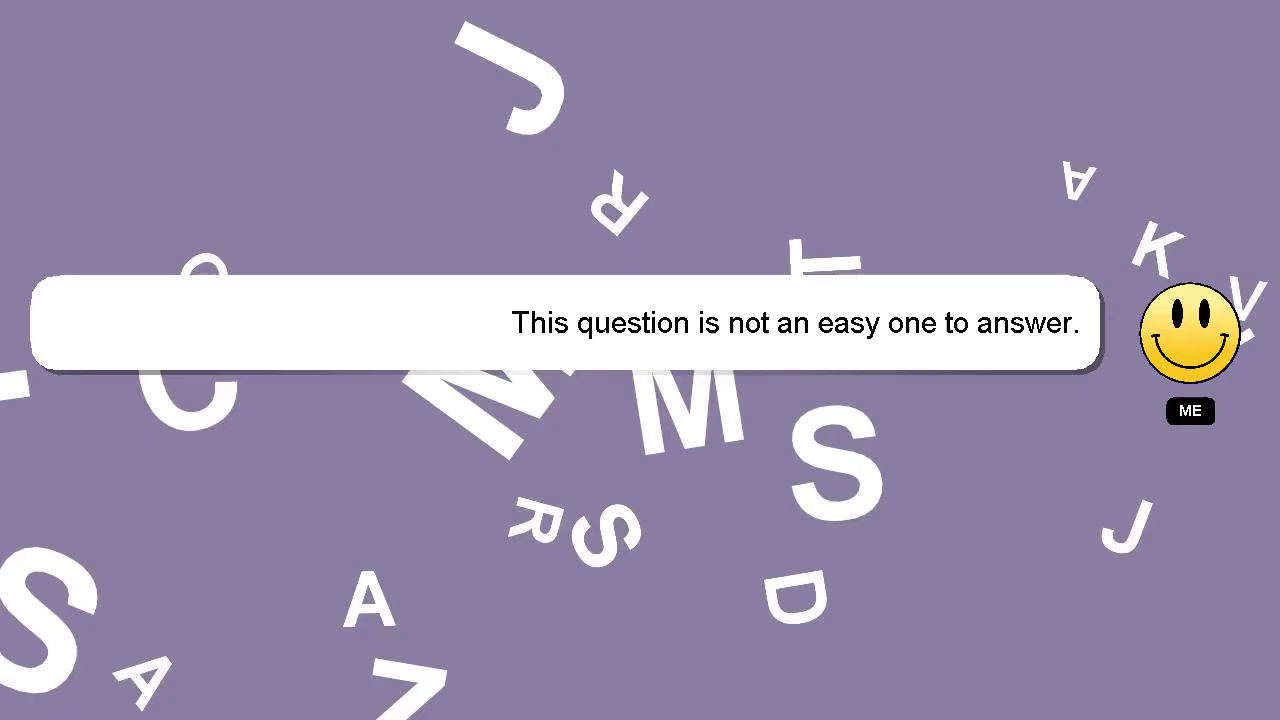 J
R
A
K
T
V
This question is not an easy one to answer.
ME
C
M
S
R
S
J
D
A
S
A
Z